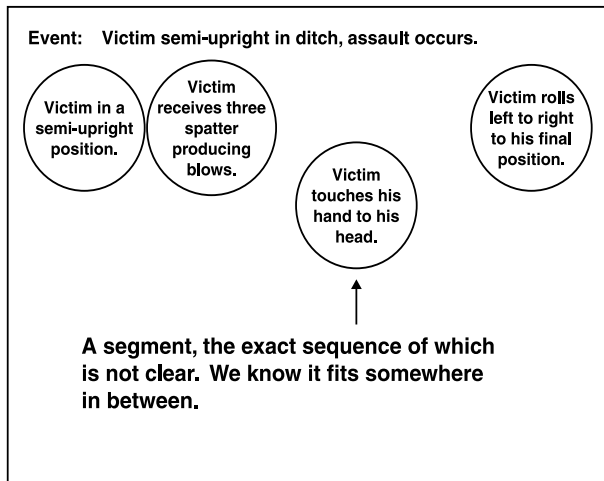 Event: Victim semi-upright in ditch, assault occurs.
Victim in a
semi-upright
position.
Victim
receives three
spatter
producing
blows.
Victim
touches his
hand to his
head.
Victim rolls
left to right
to his final
position.
A segment, the exact sequence of which
is not clear. We know it fits somewhere
in between.